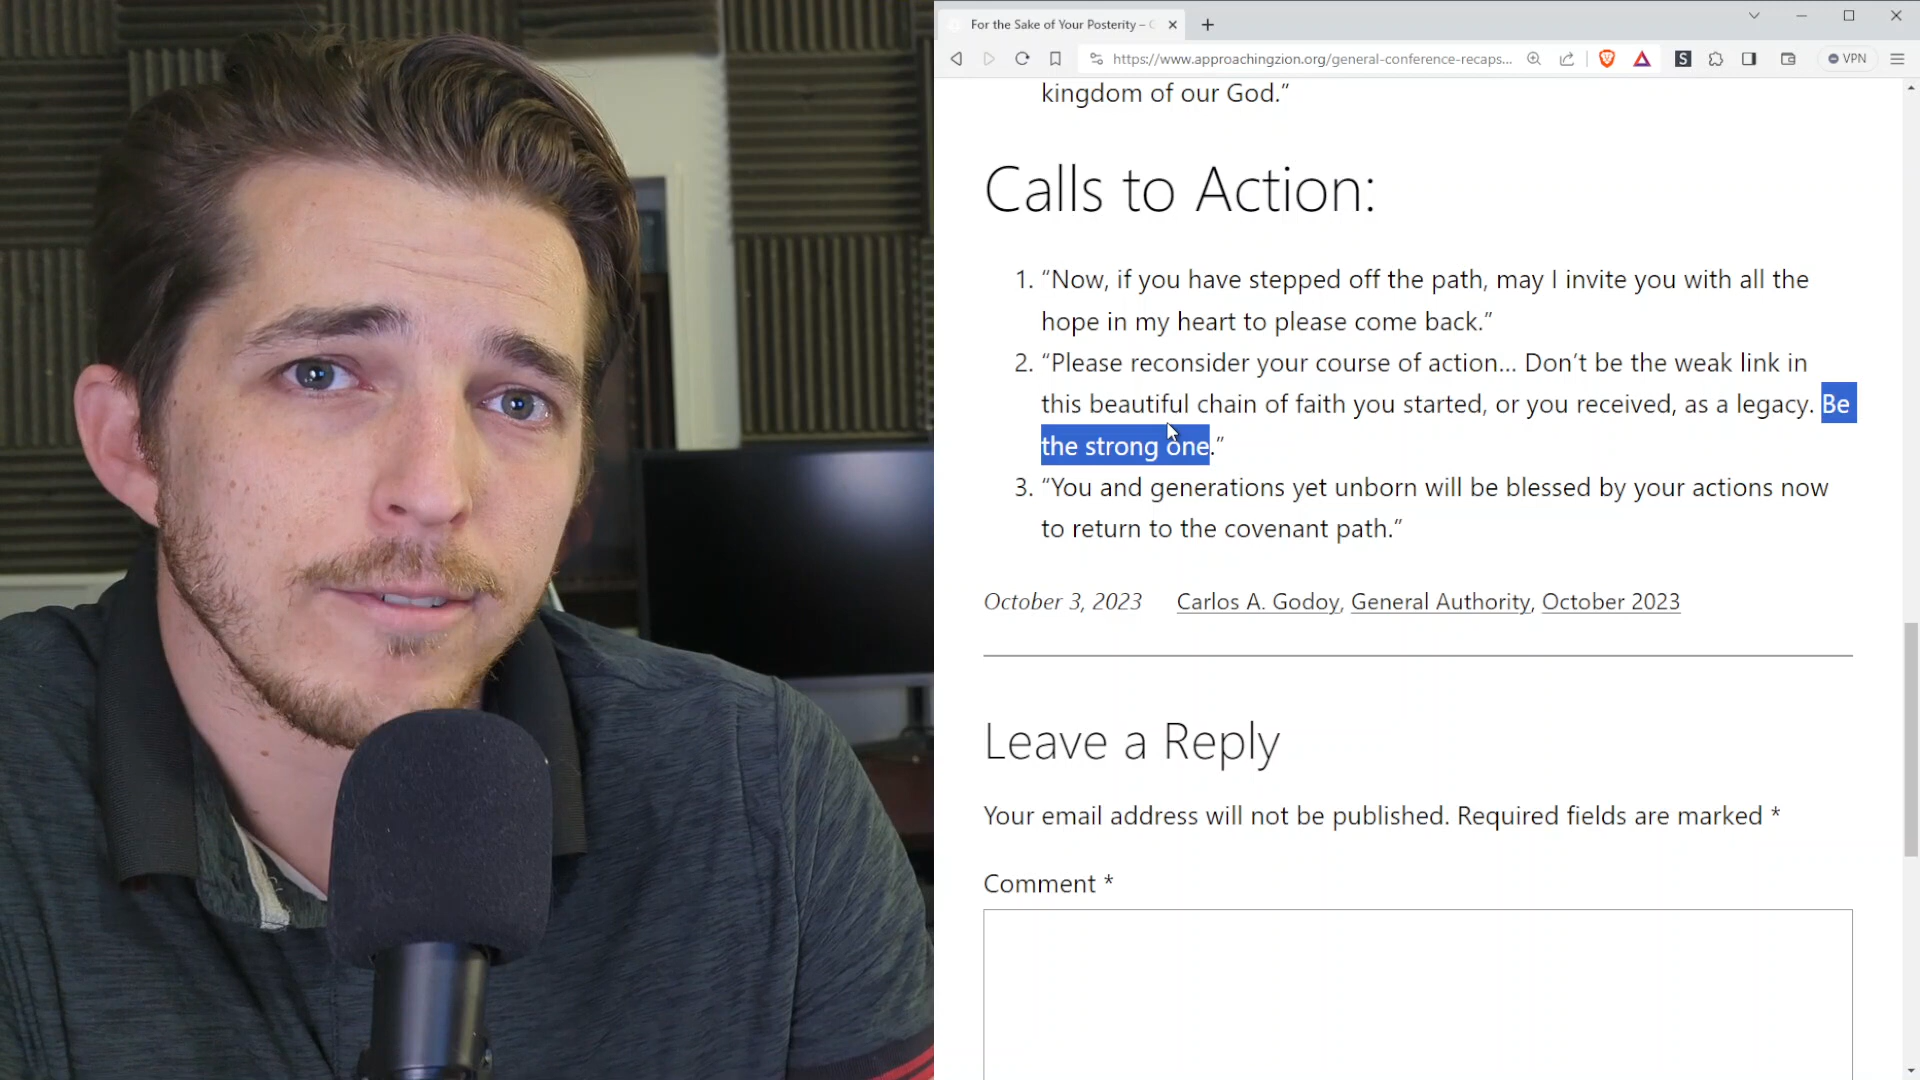 For the Sake of Your Posterity –
https://www.approachingzion.org/general-conference-recaps...
VPN
kingdom of our God.”
Calls to Action:
1. “Now, if you have stepped off the path, may I invite you with all the
hope in my heart to please come back.”
2. “Please reconsider your course of action... Don’t be the weak link in
this beautiful chain of faith you started, or you received, as a legacy. Be
the strong one.”
3. “You and generations yet unborn will be blessed by your actions now
to return to the covenant path.”
October 3, 2023 Carlos A. Godoy, General Authority, October 2023
Leave a Reply
Your email address will not be published. Required fields are marked *
Comment *